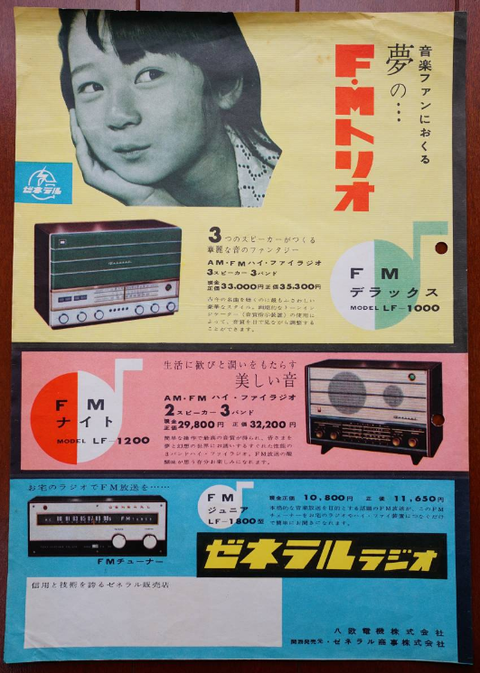 音楽ファンにおくる
夢の…
F・Mトリオ
ゼネラル
3つのスピーカーがつくる
華麗な音のファンタジー
AM・FMハイ・ファイラジオ
3スピーカー3バンド
現金正価33,000円正価35,300円
ことができます。
FM
デラックス
MODEL LF-1000
生活に歓びと潤いをもたらす
美しい音
AM・FMハイ・ファイラジオ
2スピーカー3バンド
現金正価29,800円 正価32,200円
FM
ナイト
MODEL LF-1200
お宅のラジオでFM放送を……
FMチューナー
FM
ジュニア
LF-1800型
現金正価 10,800円 正価 11,650円
ゼネラルラジオ
信用と技術を誇るゼネラル販売店
八欧電機株式会社
ゼネラル商事株式会社